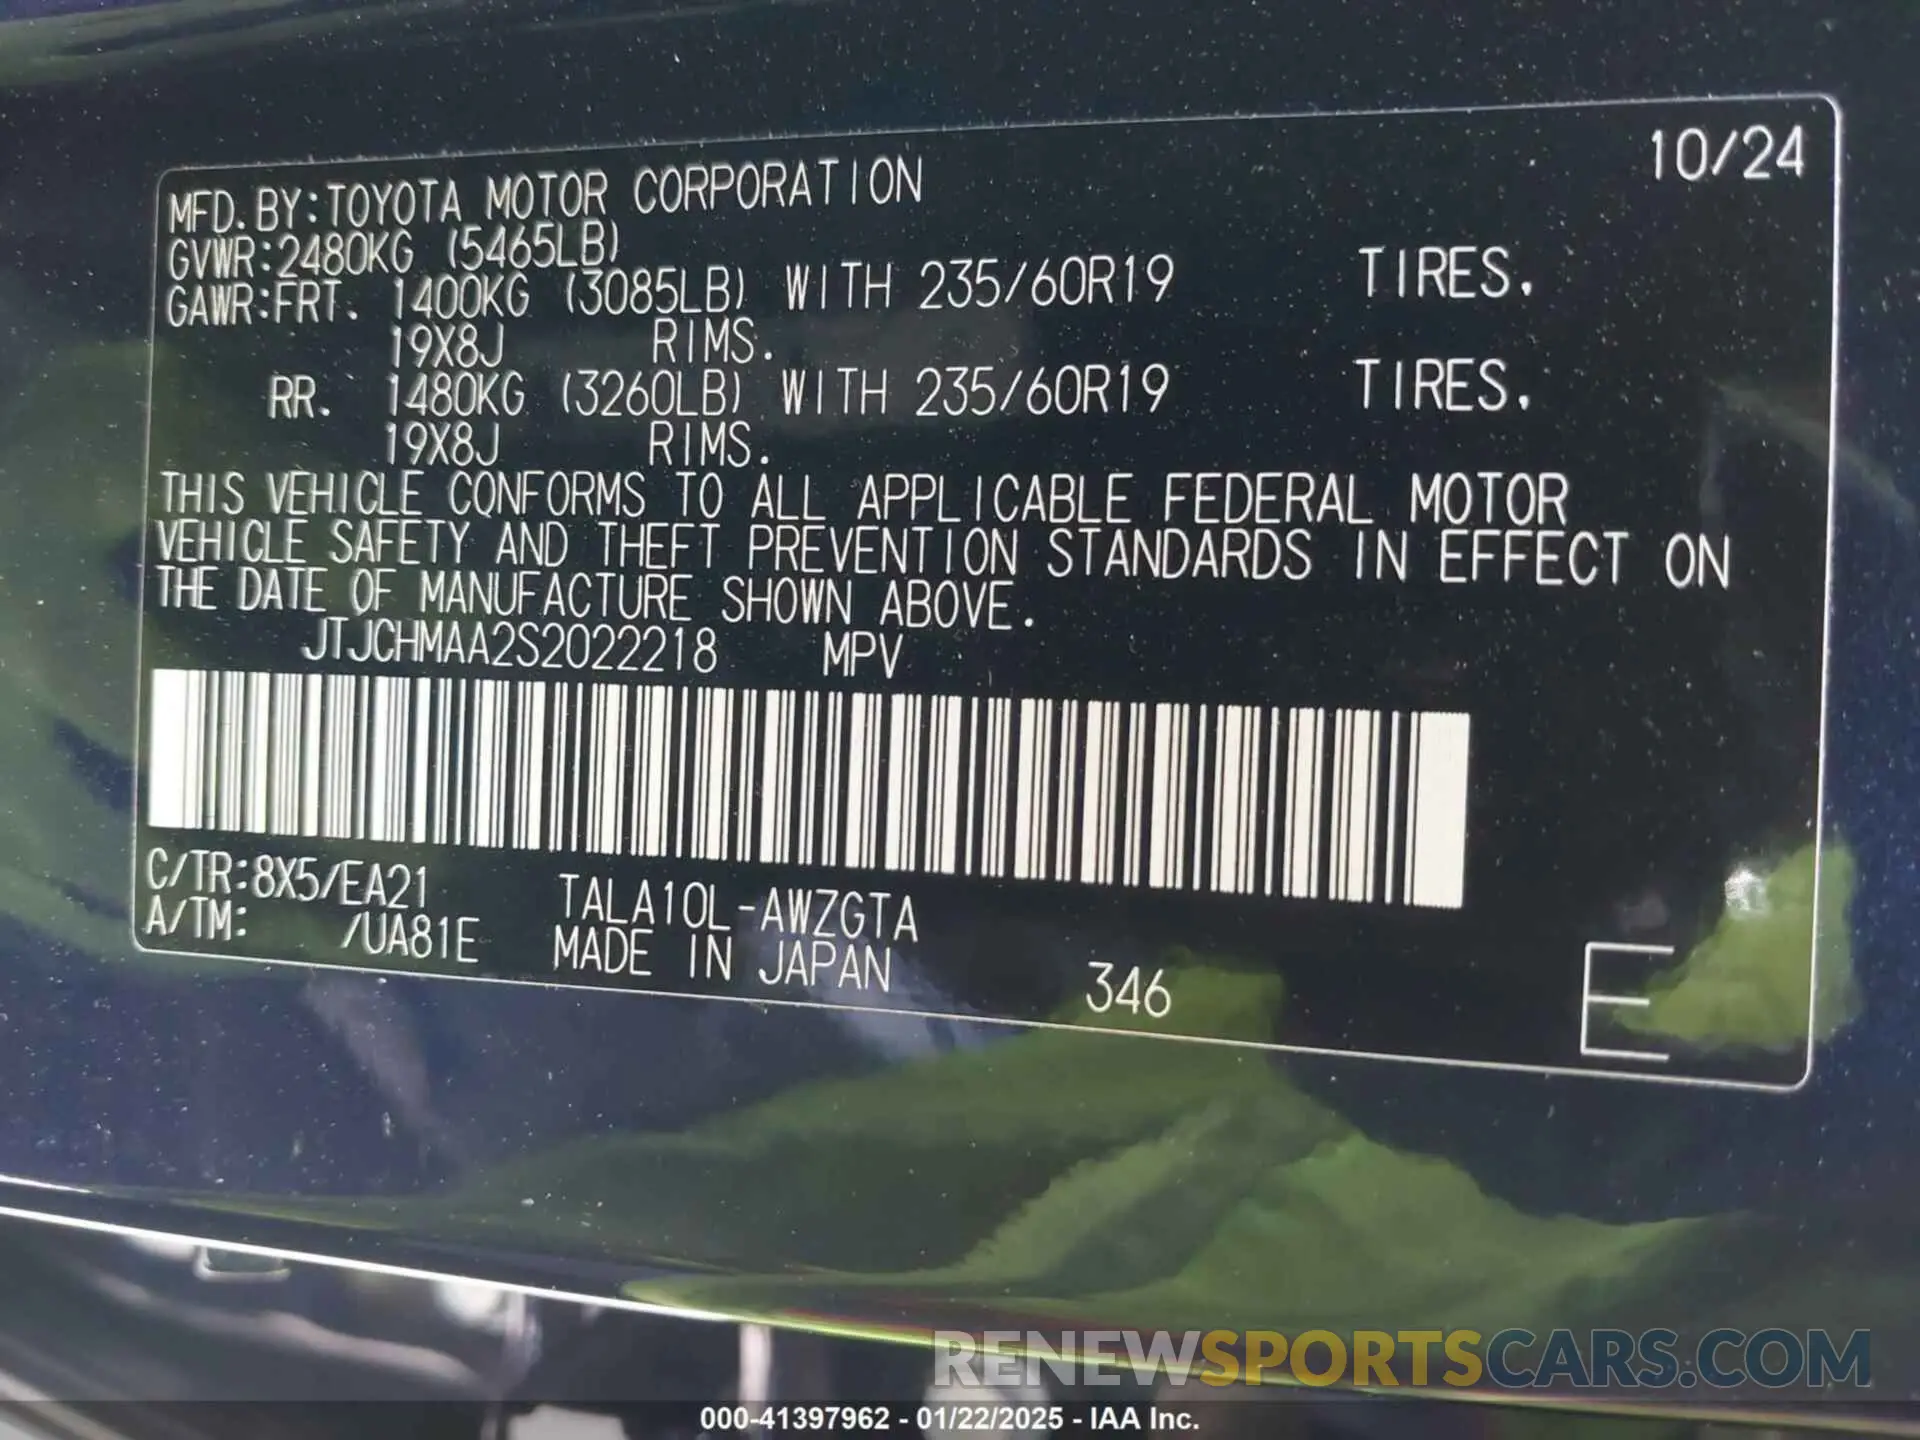 10/24
MFD.BY:TOYOTA MOTOR CORPORATION
GVWR:2480KG (5465LB)
GAWR:FRT. 1400KG (3085LB) WITH 235/60R19 TIRES.
19X8J RIMS.
RR. 1480KG (3260LB) WITH 235/60R19 TIRES.
19X8J RIMS.
THIS VEHICLE CONFORMS TO ALL APPLICABLE FEDERAL MOTOR
VEHICLE SAFETY AND THEFT PREVENTION STANDARDS IN EFFECT ON
THE DATE OF MANUFACTURE SHOWN ABOVE.
JTJCHMAA2S2022218 MPV
C/TR:8X5/EA21 TALA10L-AWZGTA
A/TM: /UA81E MADE IN JAPAN 346 E
RENEWSPORTSCARS.COM
000-41397962 - 01/22/2025 - IAA Inc.